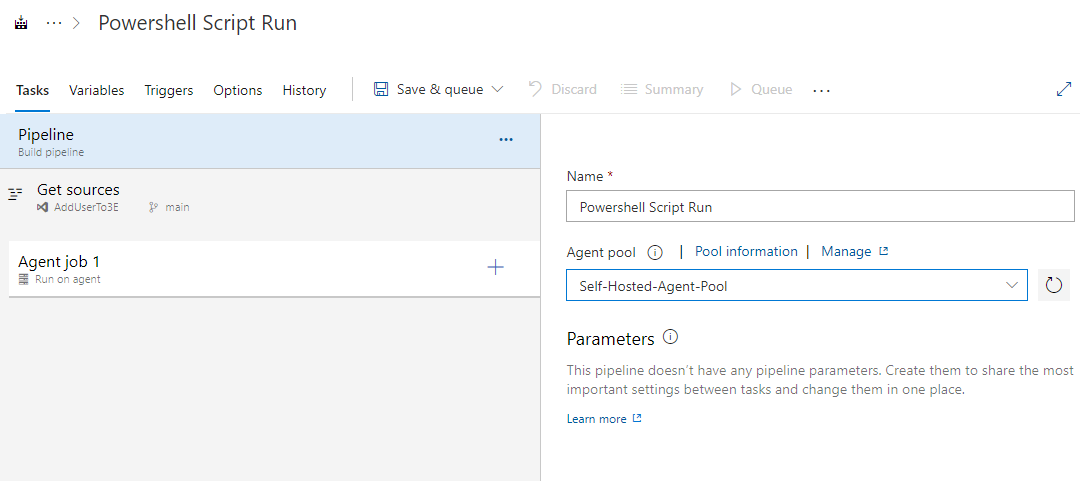 ... > Powershell Script Run
Tasks Variables Triggers Options History Save & queue Discard Summary Queue ...
Pipeline ...
Build pipeline
Get sources
AddUserTo3E main
Agent job 1 +
Run on agent
Name *
Powershell Script Run
Agent pool | Pool information | Manage
Self-Hosted-Agent-Pool
Parameters
This pipeline doesn't have any pipeline parameters. Create them to share the most
important settings between tasks and change them in one place.
Learn more